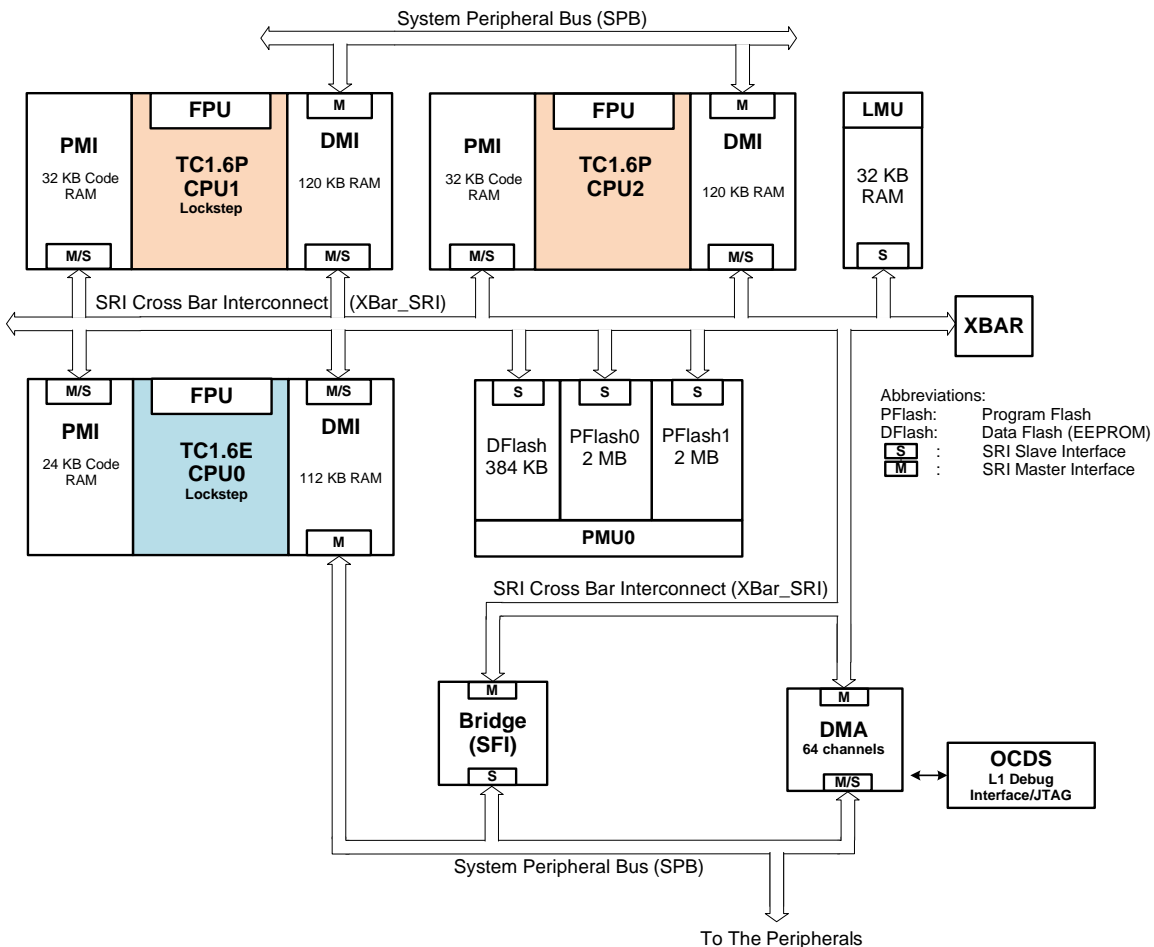 System Peripheral Bus (SPB)
PMI
32 KB Code
RAM
M/S
FPU
TC1.6P
CPU1
Lockstep
M
DMI
120 KB RAM
M/S
PMI
32 KB Code
RAM
M/S
FPU
TC1.6P
CPU2
M
DMI
120 KB RAM
M/S
LMU
32 KB
RAM
S
SRI Cross Bar Interconnect (XBar_SRI)
XBAR
M/S
PMI
24 KB Code
RAM
FPU
TC1.6E
CPU0
Lockstep
M/S
DMI
112 KB RAM
M
S
DFlash
384 KB
S
PFlash0
2 MB
S
PFlash1
2 MB
PMU0
Abbreviations:
PFlash: Program Flash
DFlash: Data Flash (EEPROM)
S : SRI Slave Interface
M : SRI Master Interface
SRI Cross Bar Interconnect (XBar_SRI)
M
Bridge
(SFI)
S
M
DMA
64 channels
M/S
OCDS
L1 Debug
Interface/JTAG
System Peripheral Bus (SPB)
To The Peripherals